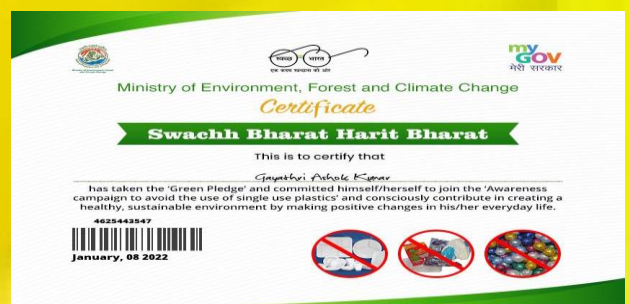 स्वच्छ भारत
एक कदम स्वच्छता की ओर
my
GOV
मेरी सरकार
Ministry of Environment, Forest and Climate Change
Certificate
Swachh Bharat Harit Bharat
This is to certify that
Gayathri Ashok Kumar
has taken the 'Green Pledge' and committed himself/herself to join the 'Awareness
campaign to avoid the use of single use plastics' and consciously contribute in creating a
healthy, sustainable environment by making positive changes in his/her everyday life.
4625443547
January, 08 2022